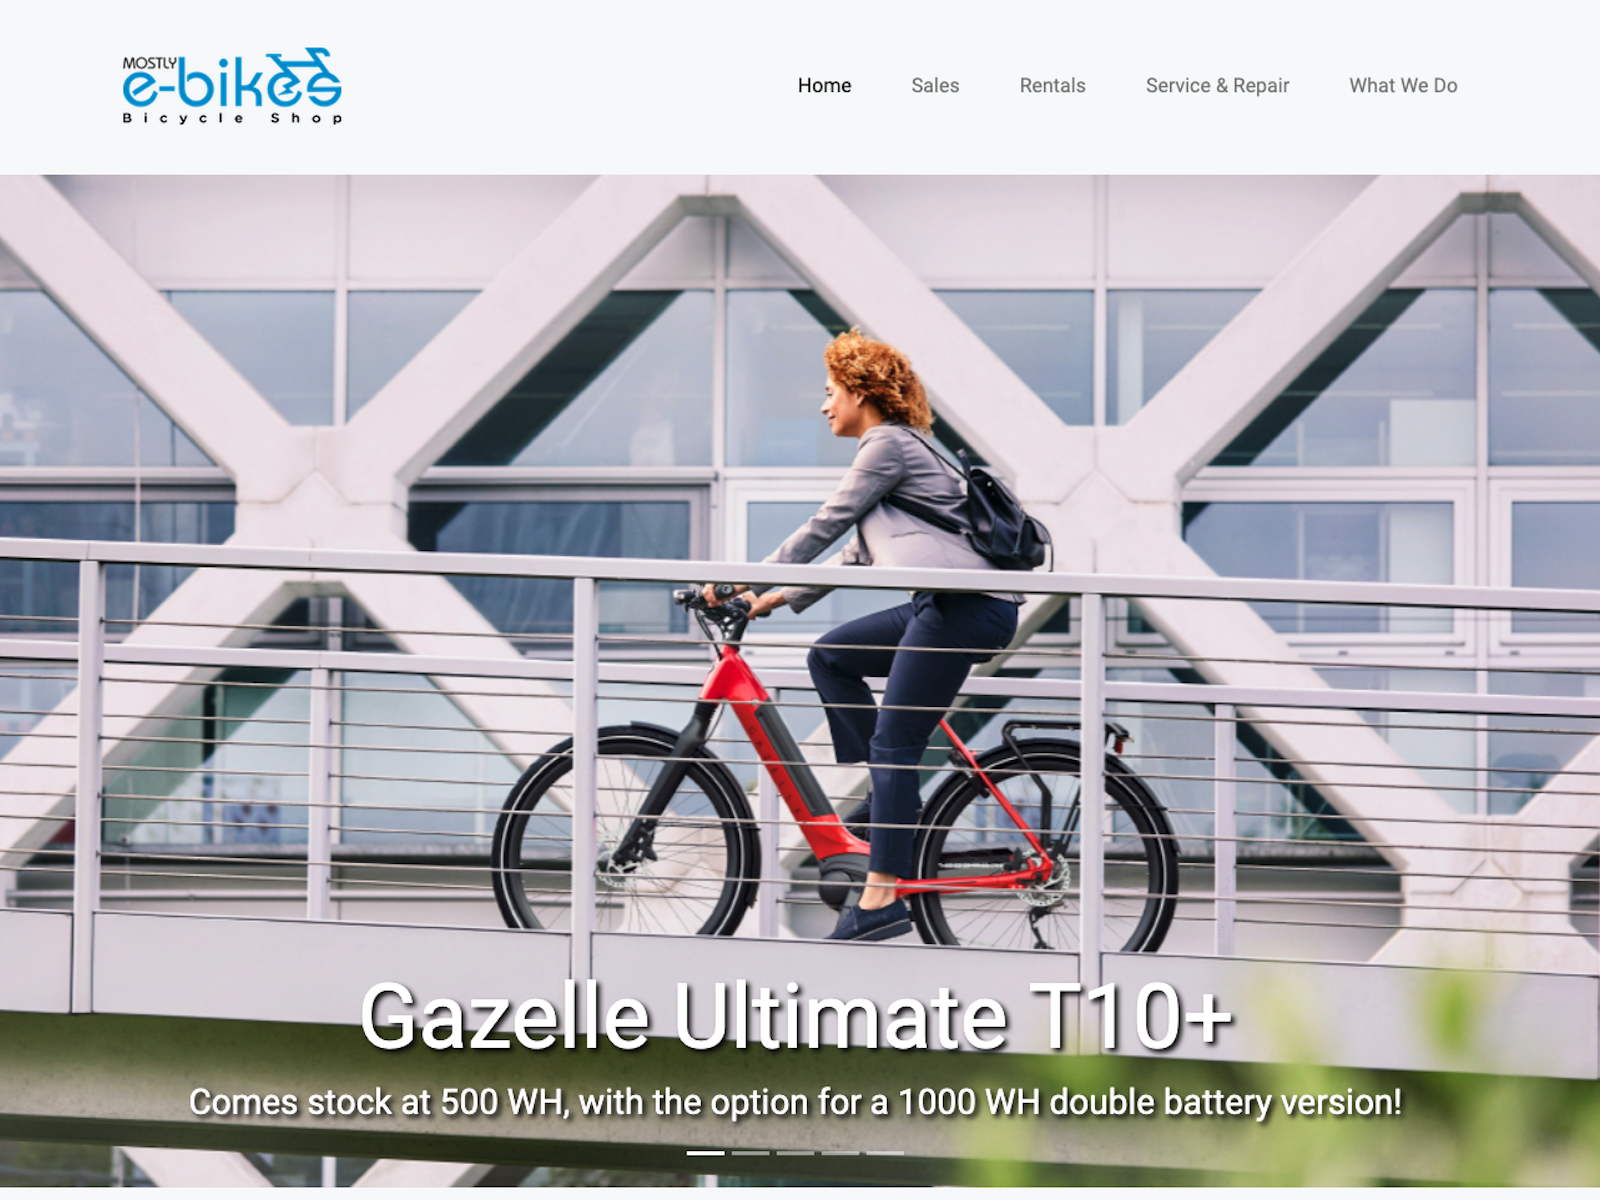 MOSTLY
e-bikes
Bicycle Shop
Home
Sales
Rentals
Service & Repair
What We Do
GAZELLE
Gazelle Ultimate T10+
Comes stock at 500 WH, with the option for a 1000 WH double battery version!